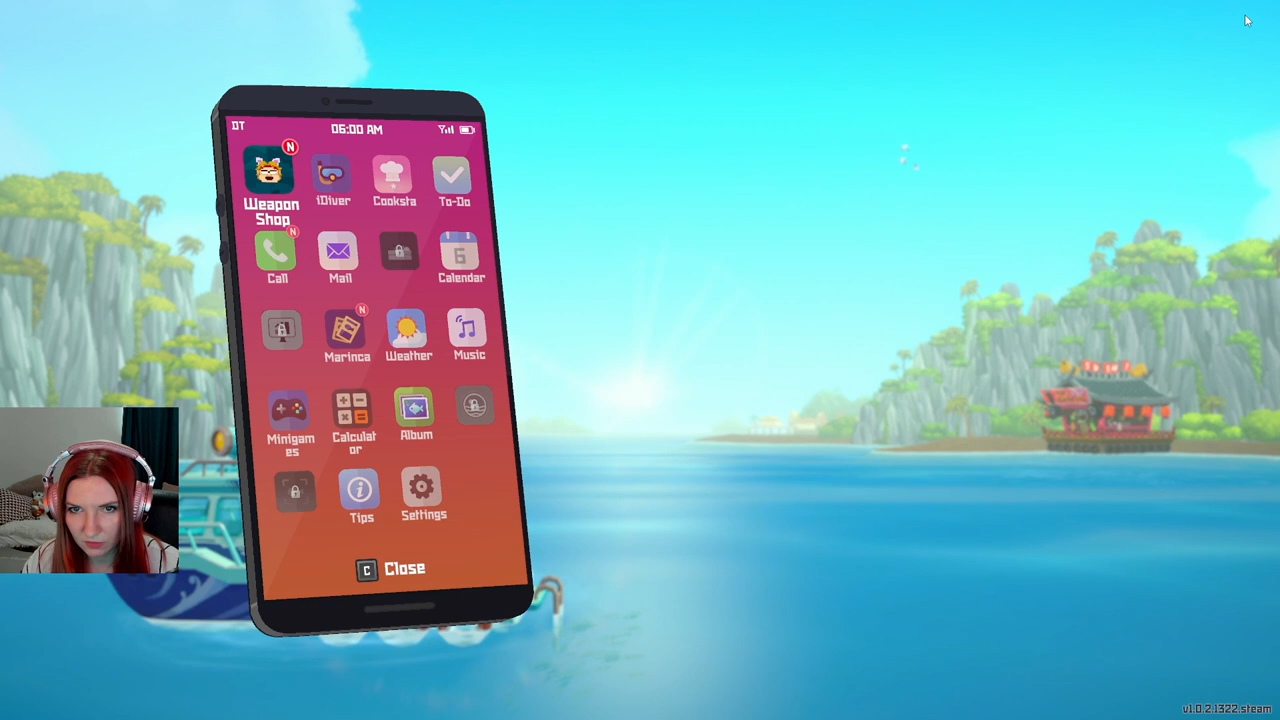 DT
06:00 AM
N
Weapon
Shop
iDiver
Cooksta
To-Do
N
Call
Mail
6
Calendar
N
Marinca
Weather
Music
Minigam
es
Calculat
or
Album
Tips
Settings
C Close
v1.0.2.1322.steam